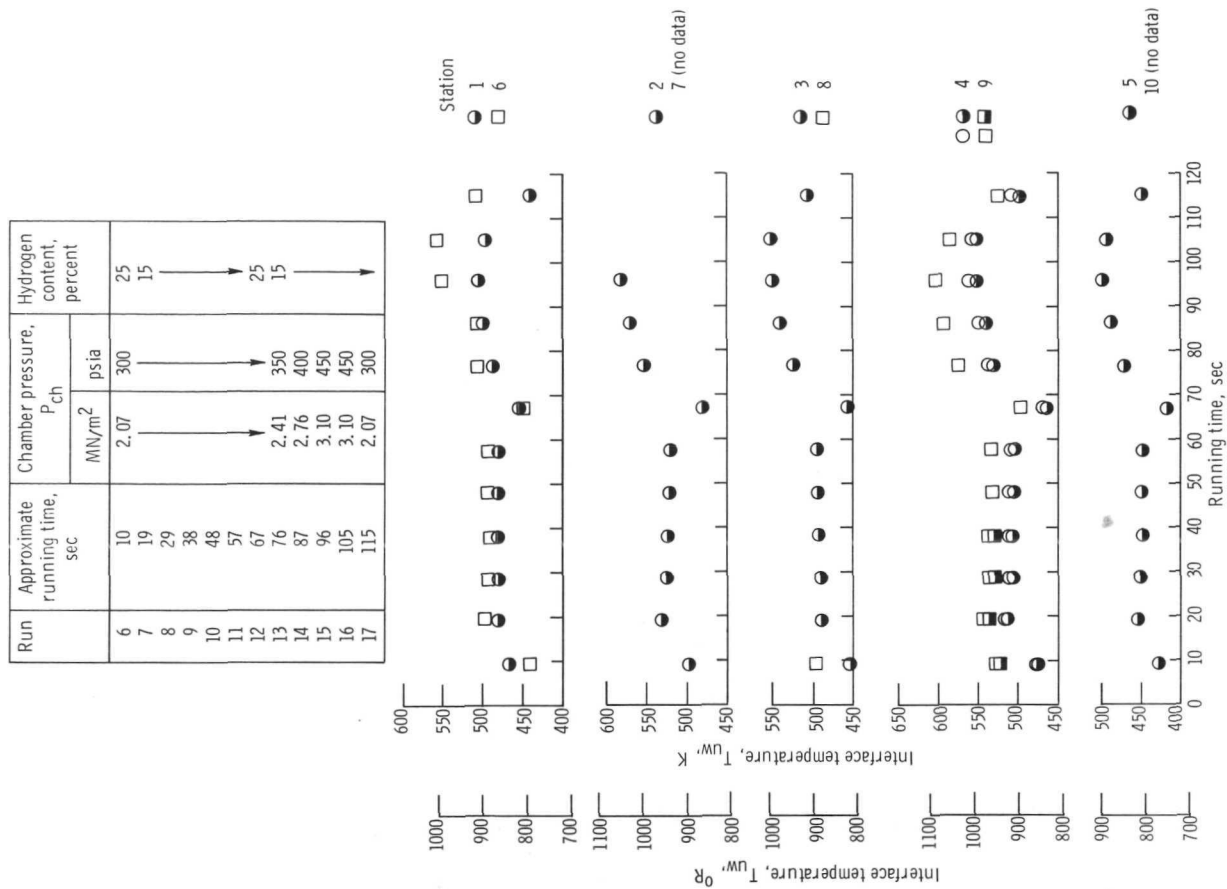 Run Approximate running time, sec Chamber pressure, P_ch Hydrogen content, percent
MN/m² psia
6 10 2.07 300 25
7 19 15
8 29
9 38
10 48
11 57
12 67 25
13 76 2.41 350 15
14 87 2.76 400
15 96 3.10 450
16 105 3.10 450
17 115 2.07 300
Station
1
6
2
7 (no data)
3
8
4
9
5
10 (no data)
Interface temperature, T_uw, °R
Interface temperature, T_uw, K
1000 900 800 700
600 550 500 450 400
1100 1000 900 800
600 550 500 450
1000 900 800
550 500 450
1100 1000 900 800
650 600 550 500 450
900 800 700
500 450 400
0 10 20 30 40 50 60 70 80 90 100 110 120
Running time, sec